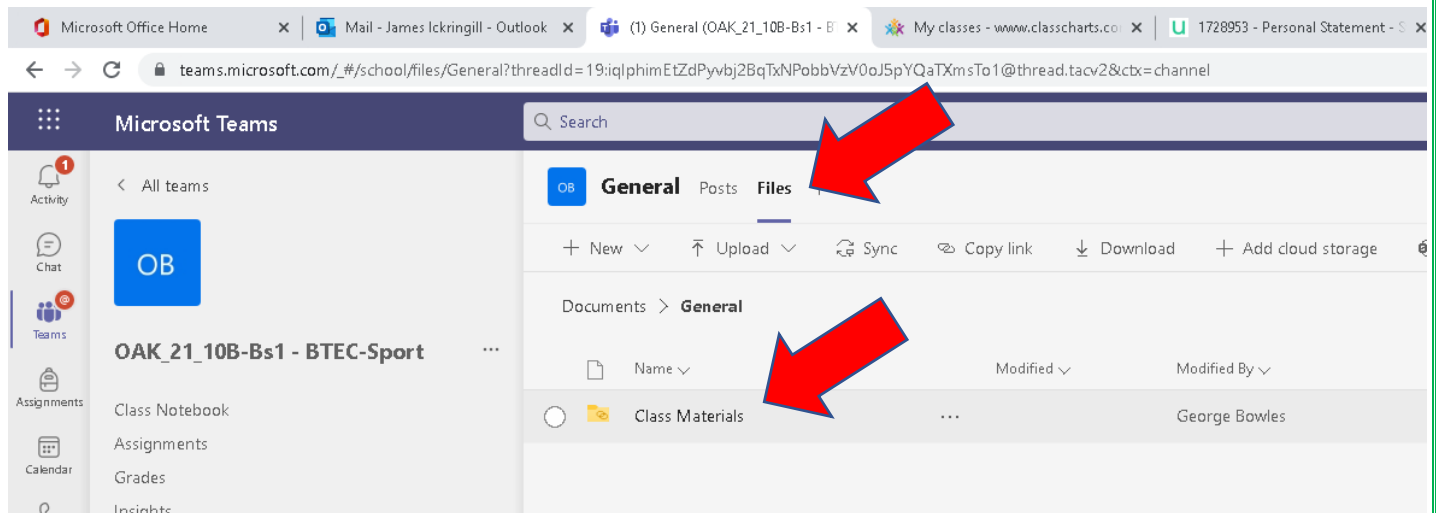 Microsoft Office Home
Mail - James Ickringill - Outlook
(1) General (OAK_21_10B-Bs1 - B
My classes - www.classcharts.co
U 1728953 - Personal Statement - S
teams.microsoft.com/_#/school/files/General?threadId=19:iqIphimEtZdPyvbj2BqTxNPobbVzV0oJ5pYQaTXmsTo1@thread.tacv2&ctx=channel
Microsoft Teams
Search
1
Activity
Chat
@
Teams
Assignments
Calendar
< All teams
OB
OAK_21_10B-Bs1 - BTEC-Sport ...
Class Notebook
Assignments
Grades
Insights
OB General Posts Files
+ New Upload Sync Copy link Download + Add cloud storage
Documents > General
Name Modified Modified By
Class Materials ... George Bowles